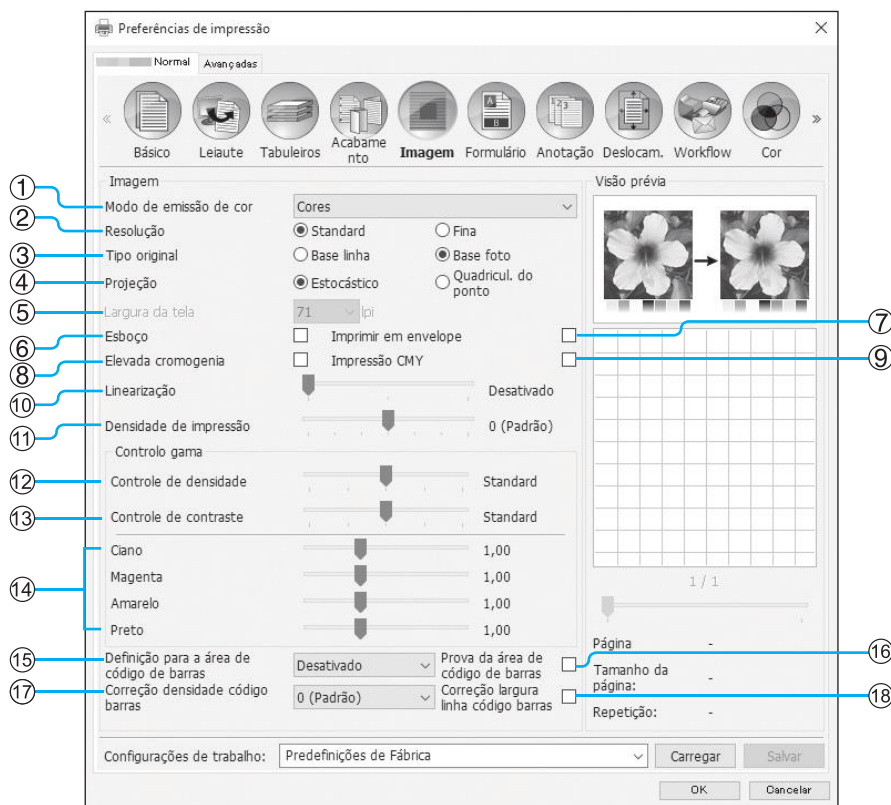 Preferências de impressão
Normal Avançadas
« Básico Leiaute Tabuleiros Acabame
nto Imagem Formulário Anotação Deslocam. Workflow Cor »
Imagem
① Modo de emissão de cor Cores
② Resolução Standard Fina
③ Tipo original Base linha Base foto
④ Projeção Estocástico Quadricul. do
ponto
⑤ Largura da tela 71 lpi
⑥ Esboço Imprimir em envelope ⑦
⑧ Elevada cromogenia Impressão CMY ⑨
⑩ Linearização Desativado
⑪ Densidade de impressão 0 (Padrão)
Controlo gama
⑫ Controle de densidade Standard
⑬ Controle de contraste Standard
⑭ Ciano 1,00
Magenta 1,00
Amarelo 1,00
Preto 1,00
⑮ Definição para a área de
código de barras Desativado Prova da área de
código de barras ⑯
⑰ Correção densidade código
barras 0 (Padrão) Correção largura
linha código barras ⑱
Visão prévia
1 / 1
Página -
Tamanho da
página: -
Repetição: -
Configurações de trabalho: Predefinições de Fábrica Carregar Salvar
OK Cancelar